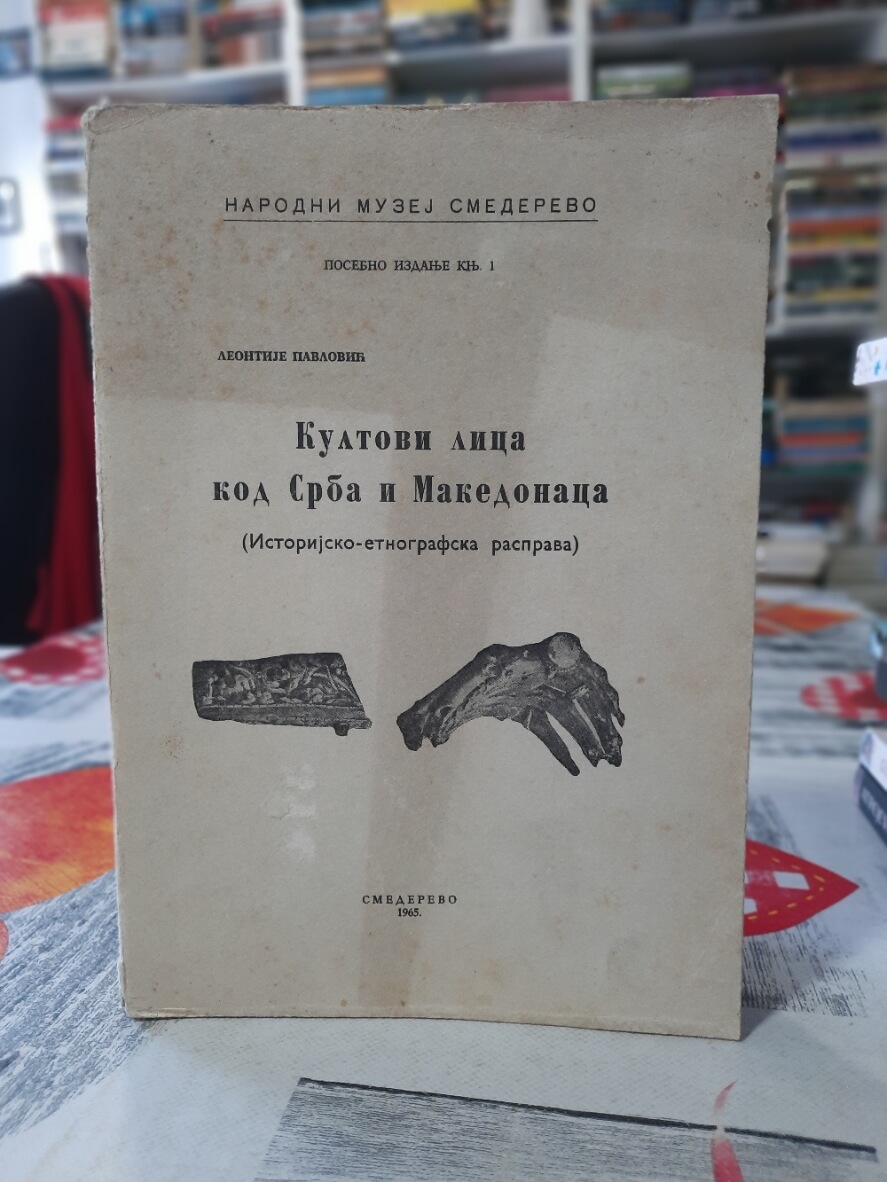 НАРОДНИ МУЗЕЈ СМЕДЕРЕВО
ПОСЕБНО ИЗДАЊЕ КЊ. 1
ЛЕОНТИЈЕ ПАВЛОВИЋ
Култови лица
код Срба и Македонаца
(Историјско-етнографска расправа)
СМЕДЕРЕВО
1965.